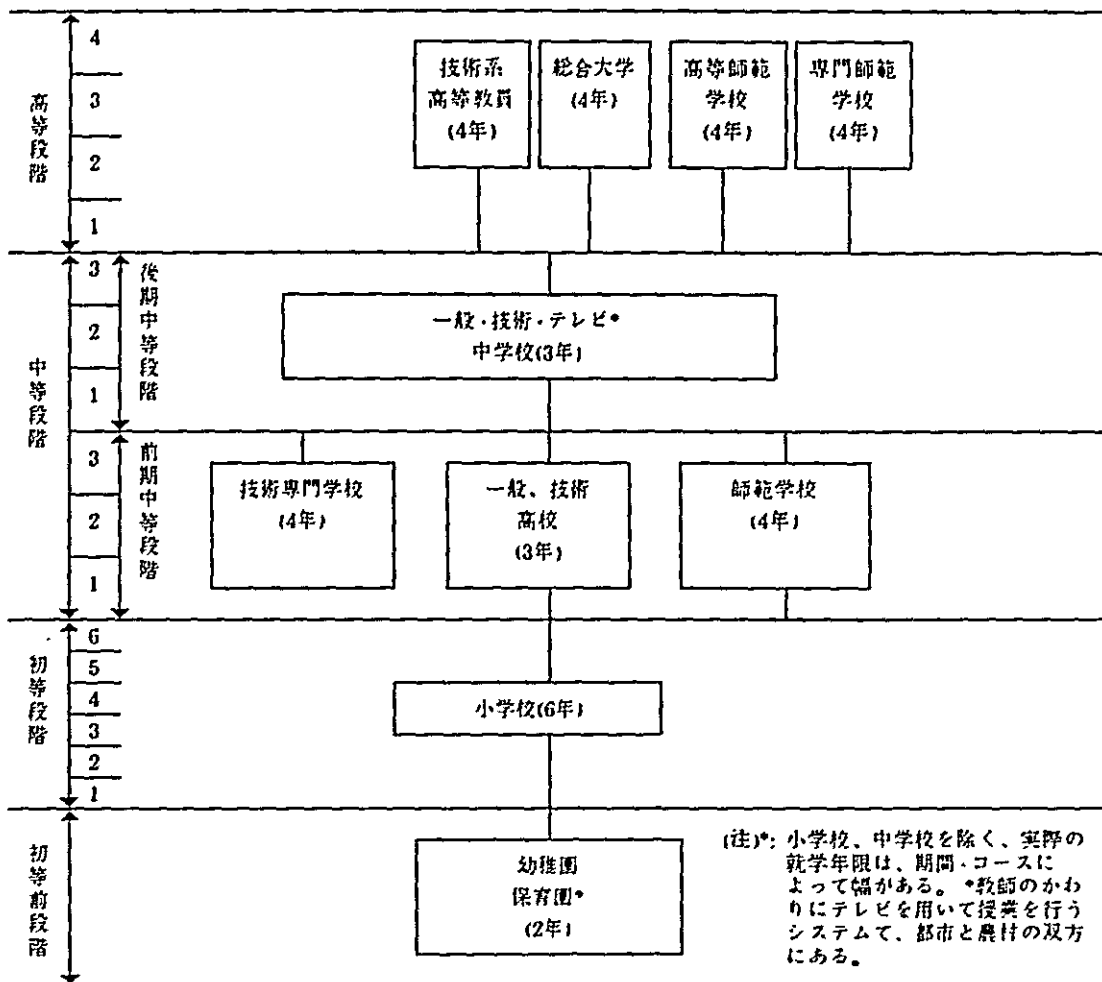 高等段階
4
3
2
1
技術系
高等教員
(4年)
総合大学
(4年)
高等師範
学校
(4年)
専門師範
学校
(4年)
中等段階
後期中等段階
3
2
1
一般・技術・テレビ*
中学校(3年)
前期中等段階
3
2
1
技術専門学校
(4年)
一般、技術
高校
(3年)
師範学校
(4年)
初等段階
6
5
4
3
2
1
小学校(6年)
初等前段階
幼稚園
保育園*
(2年)
(注)*: 小学校、中学校を除く、実際の
就学年限は、期間・コースに
よって幅がある。 *教師のかわ
りにテレビを用いて授業を行う
システムて、都市と農村の双方
にある。